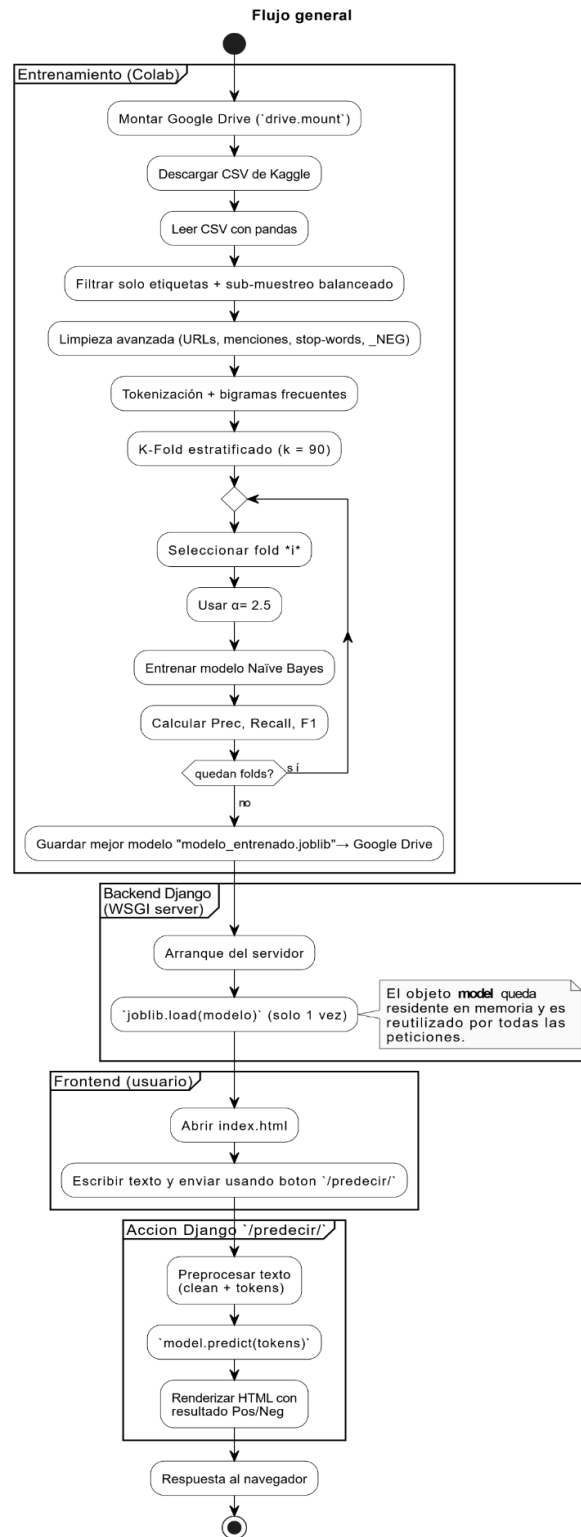 Flujo general
Entrenamiento (Colab)
Montar Google Drive (`drive.mount`)
Descargar CSV de Kaggle
Leer CSV con pandas
Filtrar solo etiquetas + sub-muestreo balanceado
Limpieza avanzada (URLs, menciones, stop-words, _NEG)
Tokenización + bigramas frecuentes
K-Fold estratificado (k = 90)
Seleccionar fold *i*
Usar α= 2.5
Entrenar modelo Naïve Bayes
Calcular Prec, Recall, F1
quedan folds?
sí
no
Guardar mejor modelo "modelo_entrenado.joblib"→ Google Drive
Backend Django
(WSGI server)
Arranque del servidor
`joblib.load(modelo)` (solo 1 vez)
El objeto model queda
residente en memoria y es
reutilizado por todas las
peticiones.
Frontend (usuario)
Abrir index.html
Escribir texto y enviar usando boton `/predecir/`
Accion Django `/predecir/`
Preprocesar texto
(clean + tokens)
`model.predict(tokens)`
Renderizar HTML con
resultado Pos/Neg
Respuesta al navegador